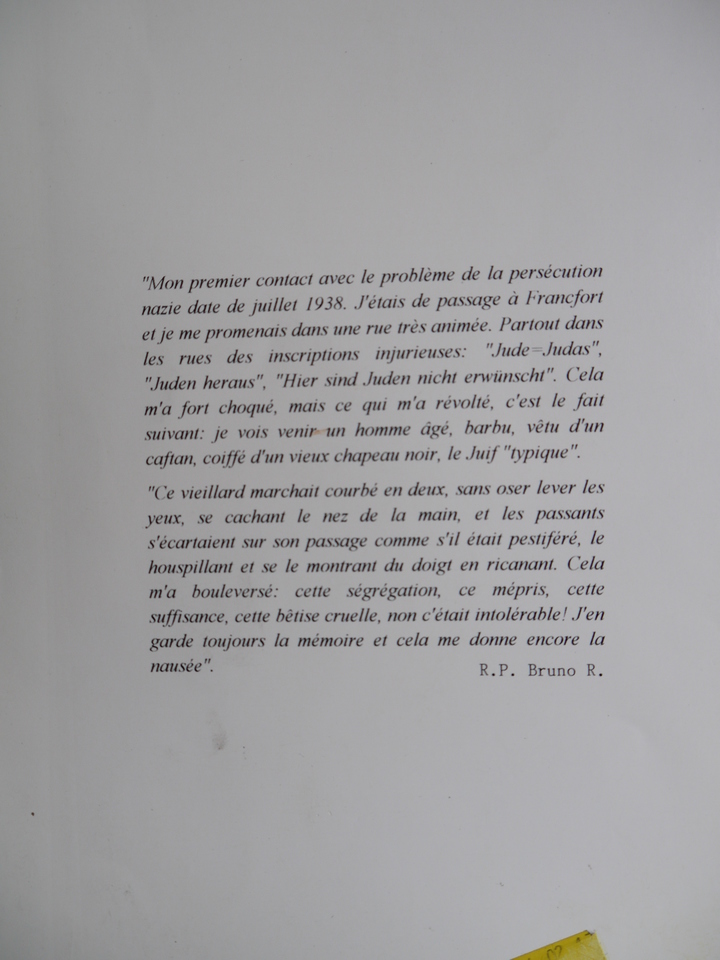 "Mon premier contact avec le problème de la persécution
nazie date de juillet 1938. J'étais de passage à Francfort
et je me promenais dans une rue très animée. Partout dans
les rues des inscriptions injurieuses: "Jude=Judas",
"Juden heraus", "Hier sind Juden nicht erwünscht". Cela
m'a fort choqué, mais ce qui m'a révolté, c'est le fait
suivant: je vois venir un homme âgé, barbu, vêtu d'un
caftan, coiffé d'un vieux chapeau noir, le Juif "typique".
"Ce vieillard marchait courbé en deux, sans oser lever les
yeux, se cachant le nez de la main, et les passants
s'écartaient sur son passage comme s'il était pestiféré, le
houspillant et se le montrant du doigt en ricanant. Cela
m'a bouleversé: cette ségrégation, ce mépris, cette
suffisance, cette bêtise cruelle, non c'était intolérable! J'en
garde toujours la mémoire et cela me donne encore la
nausée".
R.P. Bruno R.